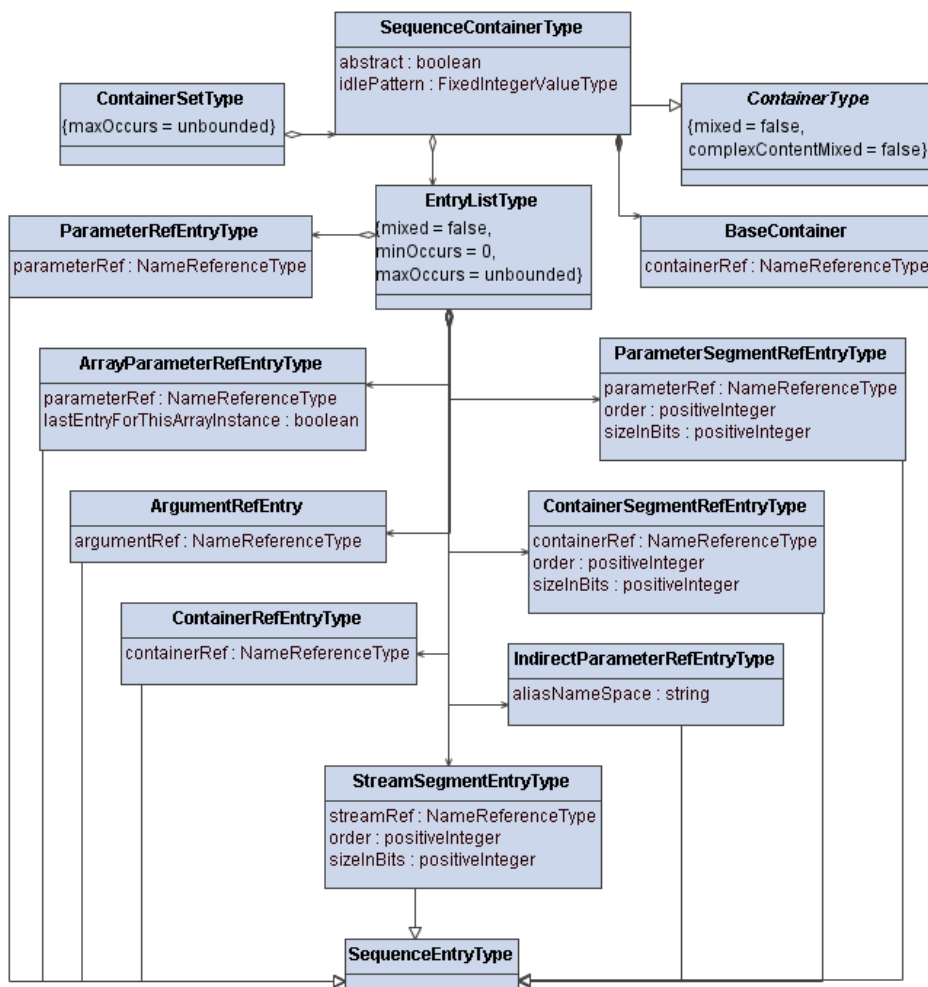 SequenceContainerType
abstract : boolean
idlePattern : FixedIntegerValueType
ContainerSetType
{maxOccurs = unbounded}
ContainerType
{mixed = false,
complexContentMixed = false}
EntryListType
{mixed = false,
minOccurs = 0,
maxOccurs = unbounded}
ParameterRefEntryType
parameterRef : NameReferenceType
BaseContainer
containerRef : NameReferenceType
ArrayParameterRefEntryType
parameterRef : NameReferenceType
lastEntryForThisArrayInstance : boolean
ParameterSegmentRefEntryType
parameterRef : NameReferenceType
order : positiveInteger
sizeInBits : positiveInteger
ArgumentRefEntry
argumentRef : NameReferenceType
ContainerSegmentRefEntryType
containerRef : NameReferenceType
order : positiveInteger
sizeInBits : positiveInteger
ContainerRefEntryType
containerRef : NameReferenceType
IndirectParameterRefEntryType
aliasNameSpace : string
StreamSegmentEntryType
streamRef : NameReferenceType
order : positiveInteger
sizeInBits : positiveInteger
SequenceEntryType